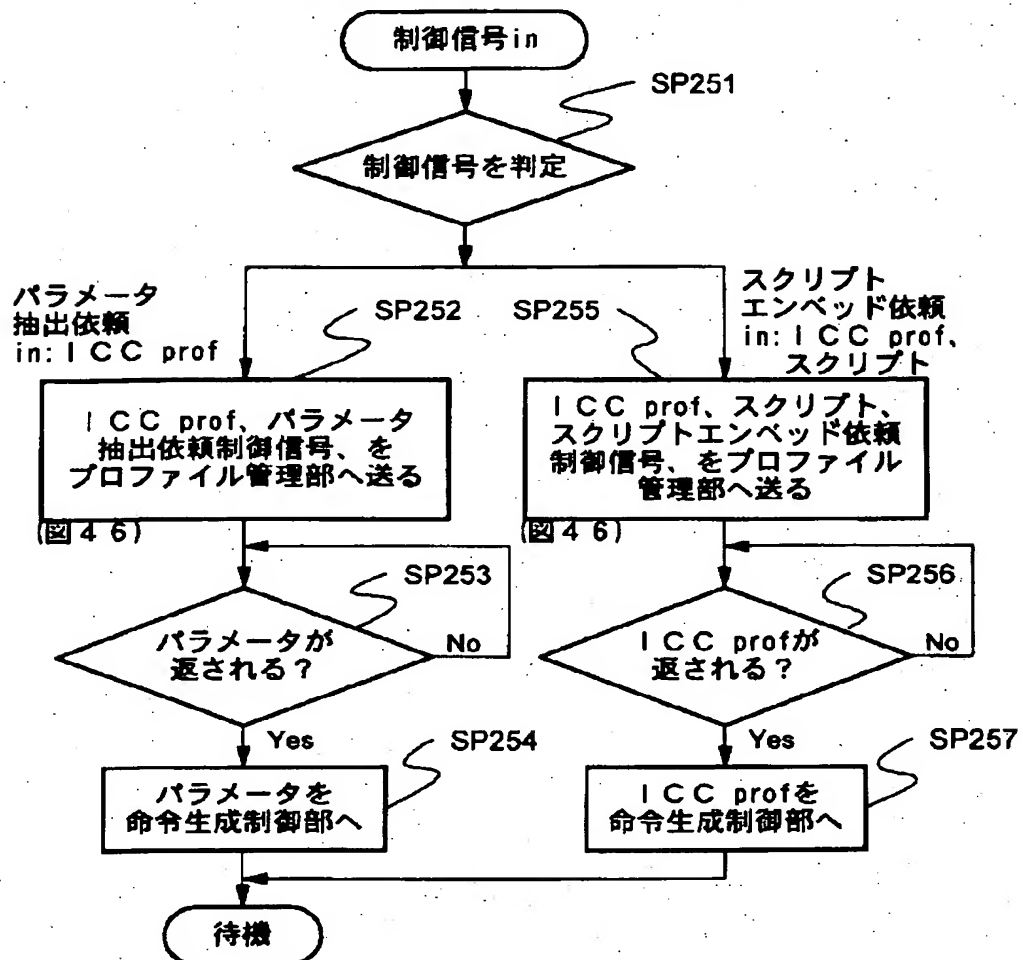 制御信号in
SP251
制御信号を判定
パラメータ
抽出依頼
in:ICC prof
SP252
SP255
スクリプト
エンベッド依頼
in:ICC prof、
スクリプト
ICC prof、パラメータ
抽出依頼制御信号、を
プロファイル管理部へ送る
(図46)
ICC prof、スクリプト、
スクリプトエンベッド依頼
制御信号、をプロファイル
管理部へ送る
(図46)
SP253
パラメータが
返される?
No
SP256
ICC profが
返される?
No
Yes
SP254
パラメータを
命令生成制御部へ
Yes
SP257
ICC profを
命令生成制御部へ
待機